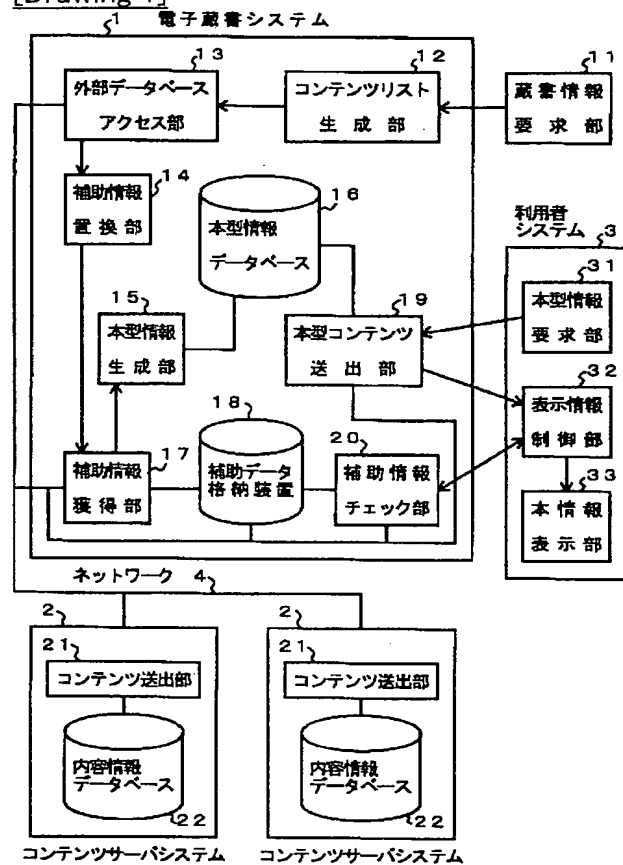 [Drawing 1]
1 電子蔵書システム
13
外部データベース
アクセス部
12
コンテンツリスト
生成部
11
蔵書情報
要求部
14
補助情報
置換部
16
本型情報
データベース
利用者
システム 3
31
本型情報
要求部
15
本型情報
生成部
19
本型コンテンツ
送出部
32
表示情報
制御部
17
補助情報
獲得部
18
補助データ
格納装置
20
補助情報
チェック部
33
本情報
表示部
ネットワーク 4
2
21
コンテンツ送出部
内容情報
データベース
22
コンテンツサーバシステム
2
21
コンテンツ送出部
内容情報
データベース
22
コンテンツサーバシステム